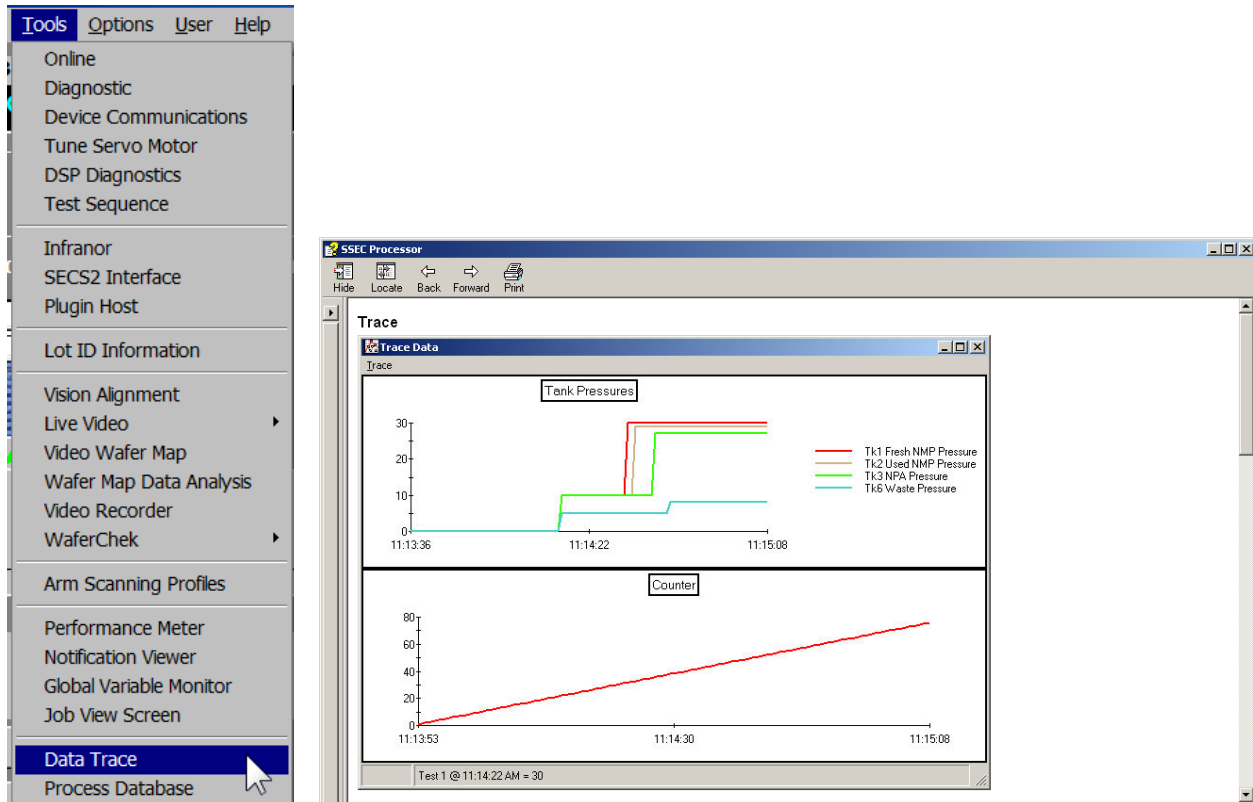 Tools Options User Help
Online
Diagnostic
Device Communications
Tune Servo Motor
DSP Diagnostics
Test Sequence
Infranor
SECS2 Interface
Plugin Host
Lot ID Information
Vision Alignment
Live Video
Video Wafer Map
Wafer Map Data Analysis
Video Recorder
WaferChek
Arm Scanning Profiles
Performance Meter
Notification Viewer
Global Variable Monitor
Job View Screen
Data Trace
Process Database
SSEC Processor
Hide Locate Back Forward Print
Trace
Trace Data
Trace
Tank Pressures
30
20
10
0
11:13:36 11:14:22 11:15:08
Tk1 Fresh NMP Pressure
Tk2 Used NMP Pressure
Tk3 NPA Pressure
Tk6 Waste Pressure
Counter
80
60
40
20
0
11:13:53 11:14:30 11:15:08
Test 1 @ 11:14:22 AM = 30